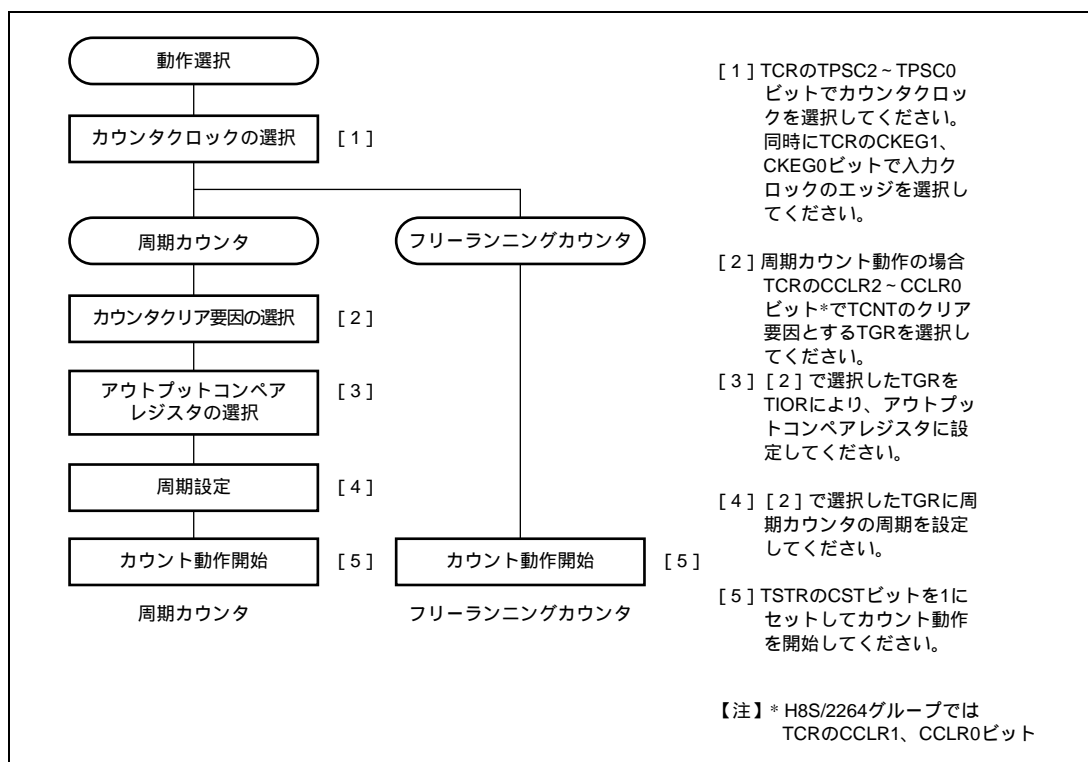 動作選択
カウンタクロックの選択
[1]
周期カウンタ
フリーランニングカウンタ
カウンタクリア要因の選択
[2]
アウトプットコンペア
レジスタの選択
[3]
周期設定
[4]
カウント動作開始
[5]
カウント動作開始
[5]
周期カウンタ
フリーランニングカウンタ
[1] TCRのTPSC2～TPSC0
ビットでカウンタクロッ
クを選択してください。
同時にTCRのCKEG1、
CKEG0ビットで入力ク
ロックのエッジを選択し
てください。
[2] 周期カウント動作の場合
TCRのCCLR2～CCLR0
ビット*でTCNTのクリア
要因とするTGRを選択し
てください。
[3] [2]で選択したTGRを
TIORにより、アウトプッ
トコンペアレジスタに設
定してください。
[4] [2]で選択したTGRに周
期カウンタの周期を設定
してください。
[5] TSTRのCSTビットを1に
セットしてカウント動作
を開始してください。
【注】* H8S/2264グループでは
TCRのCCLR1、CCLR0ビット